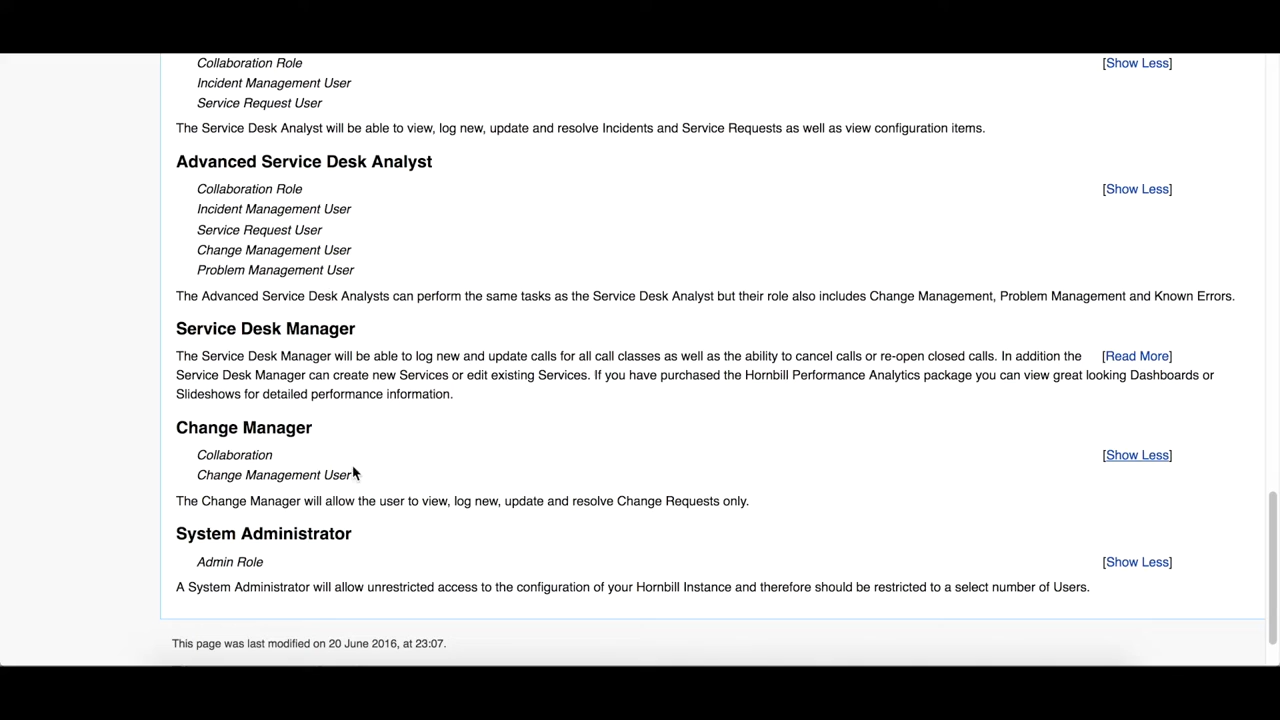 Collaboration Role [Show Less]
Incident Management User
Service Request User
The Service Desk Analyst will be able to view, log new, update and resolve Incidents and Service Requests as well as view configuration items.
Advanced Service Desk Analyst
Collaboration Role [Show Less]
Incident Management User
Service Request User
Change Management User
Problem Management User
The Advanced Service Desk Analysts can perform the same tasks as the Service Desk Analyst but their role also includes Change Management, Problem Management and Known Errors.
Service Desk Manager
The Service Desk Manager will be able to log new and update calls for all call classes as well as the ability to cancel calls or re-open closed calls. In addition the [Read More]
Service Desk Manager can create new Services or edit existing Services. If you have purchased the Hornbill Performance Analytics package you can view great looking Dashboards or
Slideshows for detailed performance information.
Change Manager
Collaboration [Show Less]
Change Management User
The Change Manager will allow the user to view, log new, update and resolve Change Requests only.
System Administrator
Admin Role [Show Less]
A System Administrator will allow unrestricted access to the configuration of your Hornbill Instance and therefore should be restricted to a select number of Users.
This page was last modified on 20 June 2016, at 23:07.